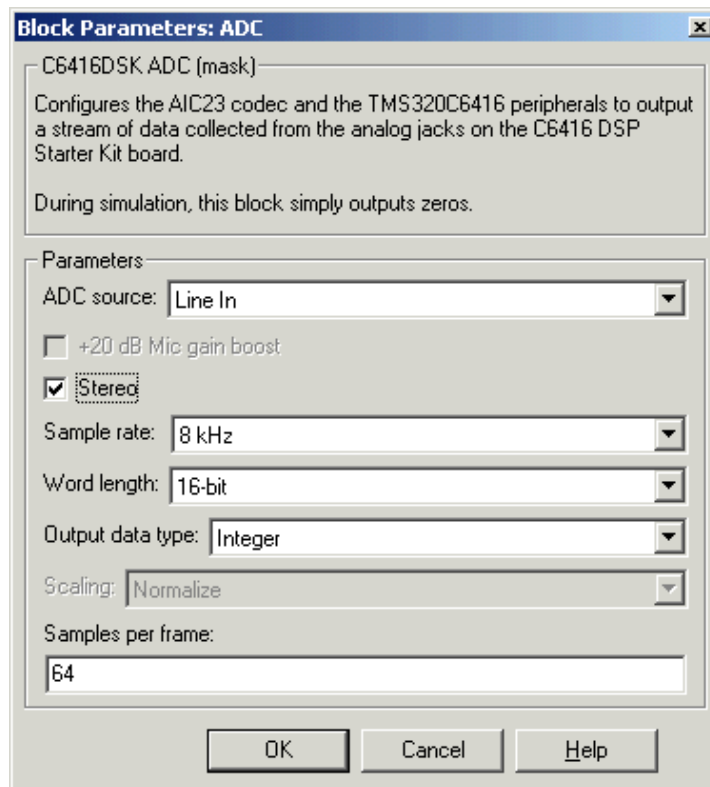 Block Parameters: ADC
C6416DSK ADC (mask)
Configures the AIC23 codec and the TMS320C6416 peripherals to output
a stream of data collected from the analog jacks on the C6416 DSP
Starter Kit board.
During simulation, this block simply outputs zeros.
Parameters
ADC source: Line In
+20 dB Mic gain boost
Stereo
Sample rate: 8 kHz
Word length: 16-bit
Output data type: Integer
Scaling: Normalize
Samples per frame:
64
OK Cancel Help